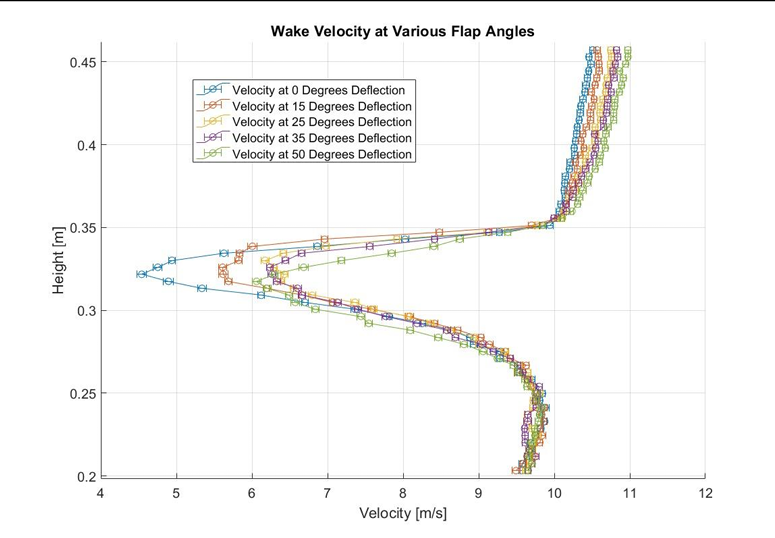 Wake Velocity at Various Flap Angles
0.45
Velocity at 0 Degrees Deflection
Velocity at 15 Degrees Deflection
Velocity at 25 Degrees Deflection
Velocity at 35 Degrees Deflection
Velocity at 50 Degrees Deflection
0.4
0.35
Height [m]
0.3
0.25
0.2
4 5 6 7 8 9 10 11 12
Velocity [m/s]